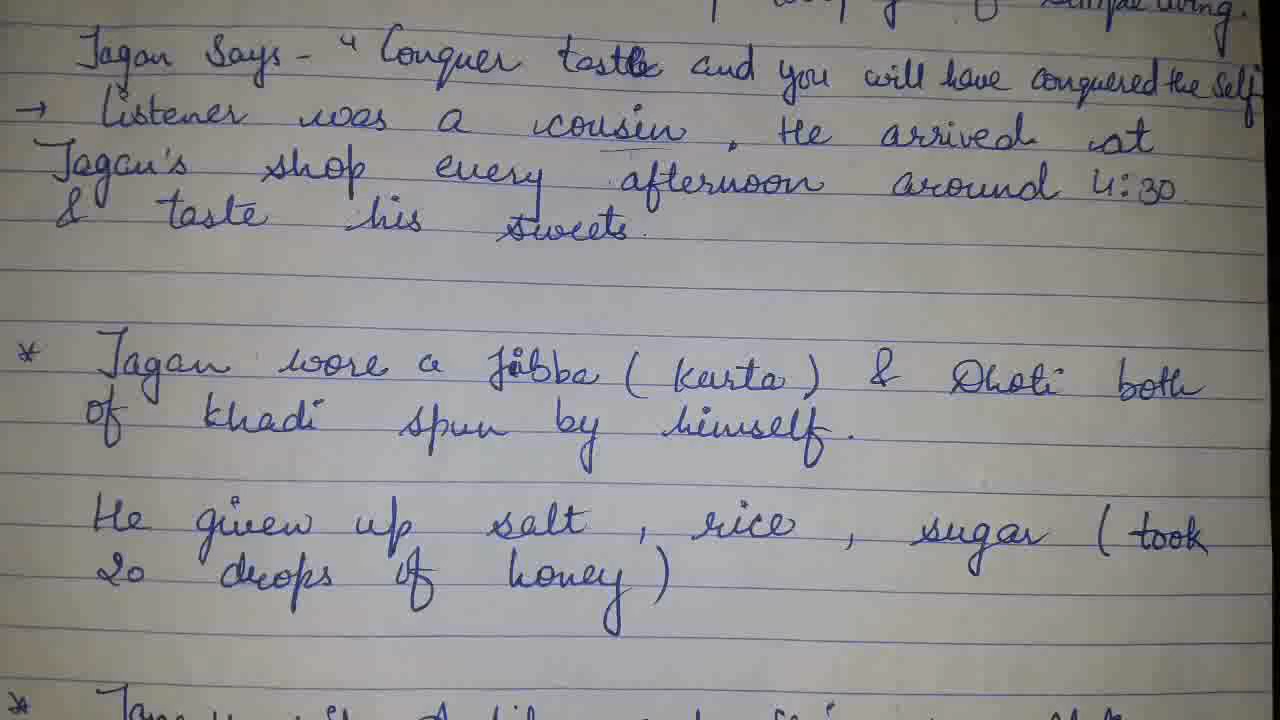 simple living.
Jagan Says - " Conquer taste and you will have conquered the self
→ Listener was a cousin. He arrived at
Jagan's shop every afternoon around 4:30
& taste his sweets.
* Jagan wore a Jibba (Kurta) & Dhoti both
of khadi spun by himself.
He given up salt, rice, sugar (took
20 drops of honey)
*